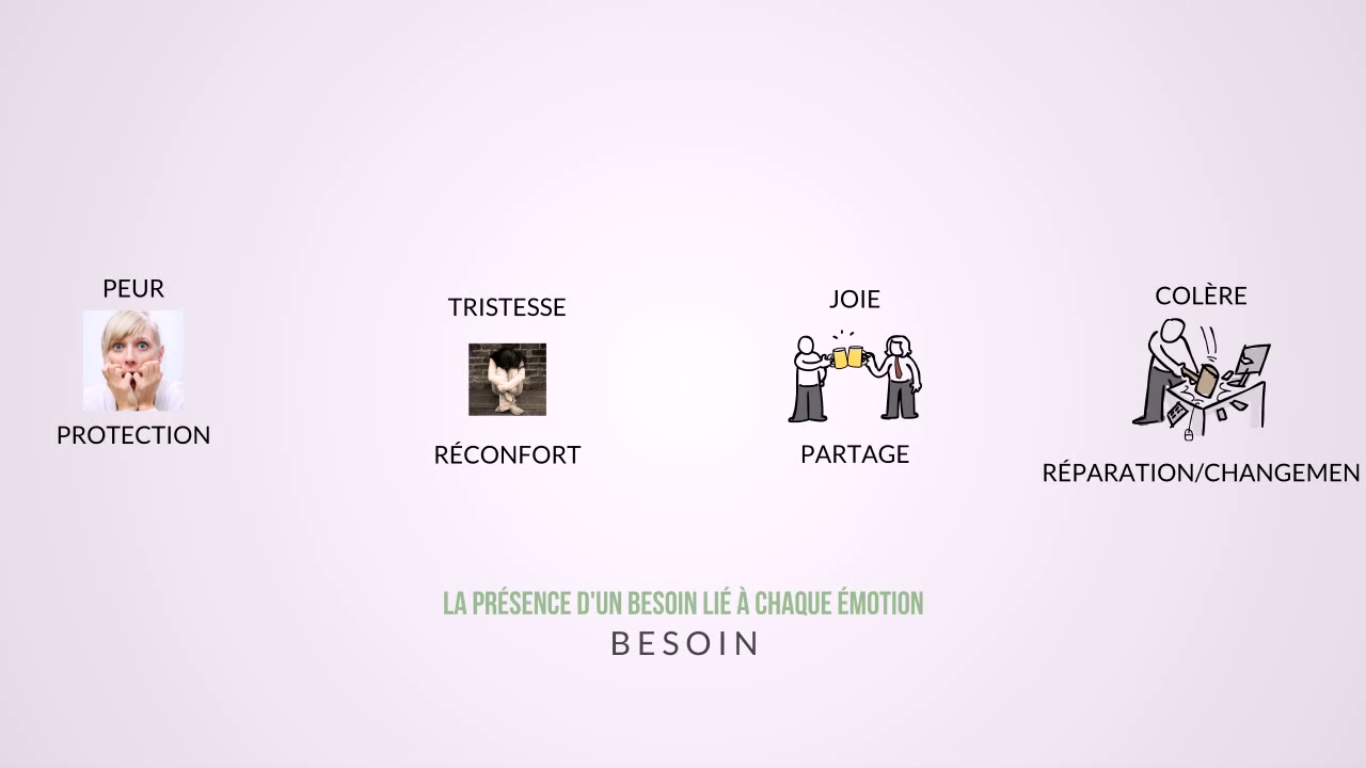 PEUR
PROTECTION
TRISTESSE
RÉCONFORT
JOIE
PARTAGE
COLÈRE
RÉPARATION/CHANGEMEN
LA PRÉSENCE D'UN BESOIN LIÉ À CHAQUE ÉMOTION
BESOIN